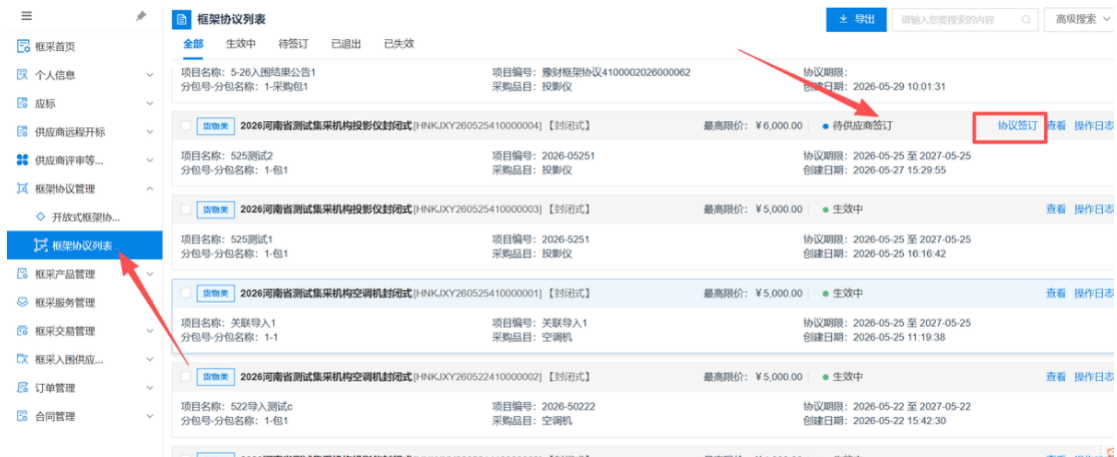 框架协议列表
导出
请输入您要搜索的内容
高级搜索
全部 生效中 待签订 已退出 已失效
框采首页
个人信息
应标
供应商远程开标
供应商评审等...
框架协议管理
开放式框架协...
框架协议列表
框采产品管理
框采服务管理
框采交易管理
框采入围供应...
订单管理
合同管理
项目名称: 5-26入围结果公告1 项目编号: 豫财框架协议4100002026000062 协议期限:
分包号-分包名称: 1-采购包1 采购品目: 投影仪 创建日期: 2026-05-29 10:01:31
货物类 2026河南省测试集采机构投影仪封闭式[HNKJXY260525410000004]【封闭式】 最高限价: ¥6,000.00 待供应商签订 协议签订 查看 操作日志
项目名称: 525测试2 项目编号: 2026-05251 协议期限: 2026-05-25 至 2027-05-25
分包号-分包名称: 1-包1 采购品目: 投影仪 创建日期: 2026-05-27 15:29:55
货物类 2026河南省测试集采机构投影仪封闭式[HNKJXY260525410000003]【封闭式】 最高限价: ¥5,000.00 生效中 查看 操作日志
项目名称: 525测试1 项目编号: 2026-5251 协议期限: 2026-05-25 至 2027-05-25
分包号-分包名称: 1-包1 采购品目: 投影仪 创建日期: 2026-05-25 16:16:42
货物类 2026河南省测试集采机构空调机封闭式[HNKJXY260525410000001]【封闭式】 最高限价: ¥5,000.00 生效中 查看 操作日志
项目名称: 关联导入1 项目编号: 关联导入1 协议期限: 2026-05-25 至 2027-05-25
分包号-分包名称: 1-1 采购品目: 空调机 创建日期: 2026-05-25 11:19:38
货物类 2026河南省测试集采机构空调机封闭式[HNKJXY260522410000002]【封闭式】 最高限价: ¥5,000.00 生效中 查看 操作日志
项目名称: 522导入测试c 项目编号: 2026-50222 协议期限: 2026-05-22 至 2027-05-22
分包号-分包名称: 1-包1 采购品目: 空调机 创建日期: 2026-05-22 15:42:30